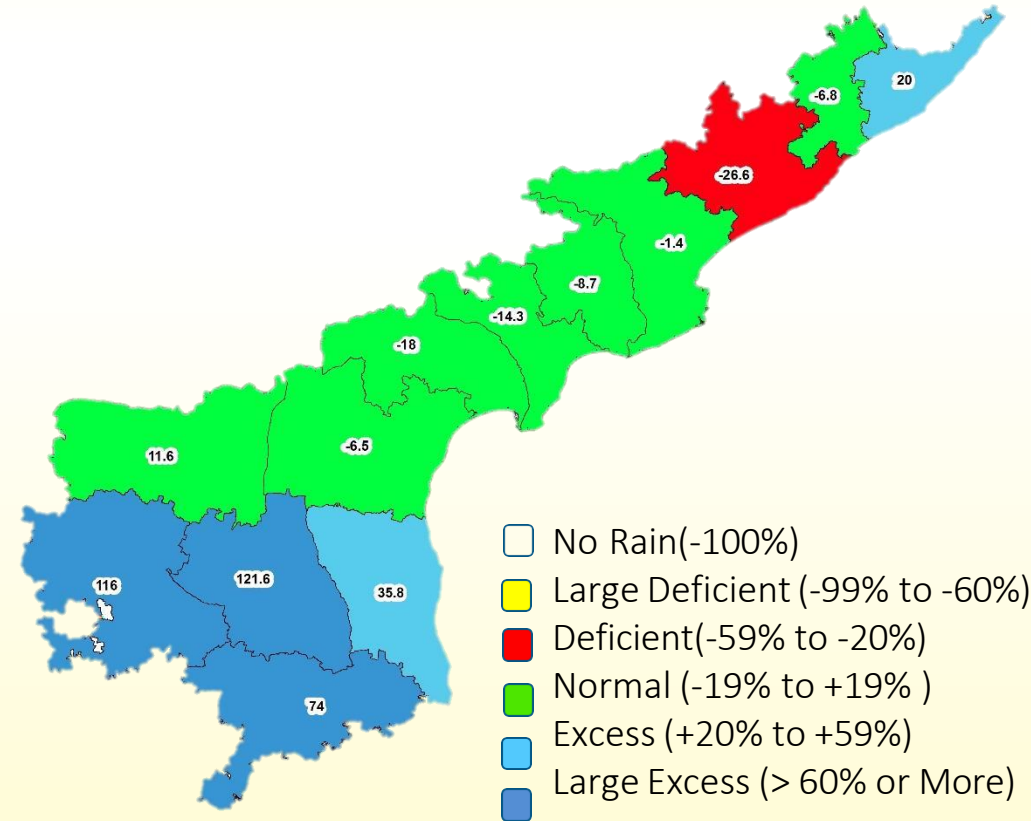 20
-6.8
-26.6
-1.4
-8.7
-14.3
-18
-6.5
11.6
No Rain(-100%)
116
121.6
35.8
Large Deficient (-99% to -60%)
Deficient(-59% to -20%)
Normal (-19% to +19% )
74
Excess (+20% to +59%)
Large Excess (> 60% or More)